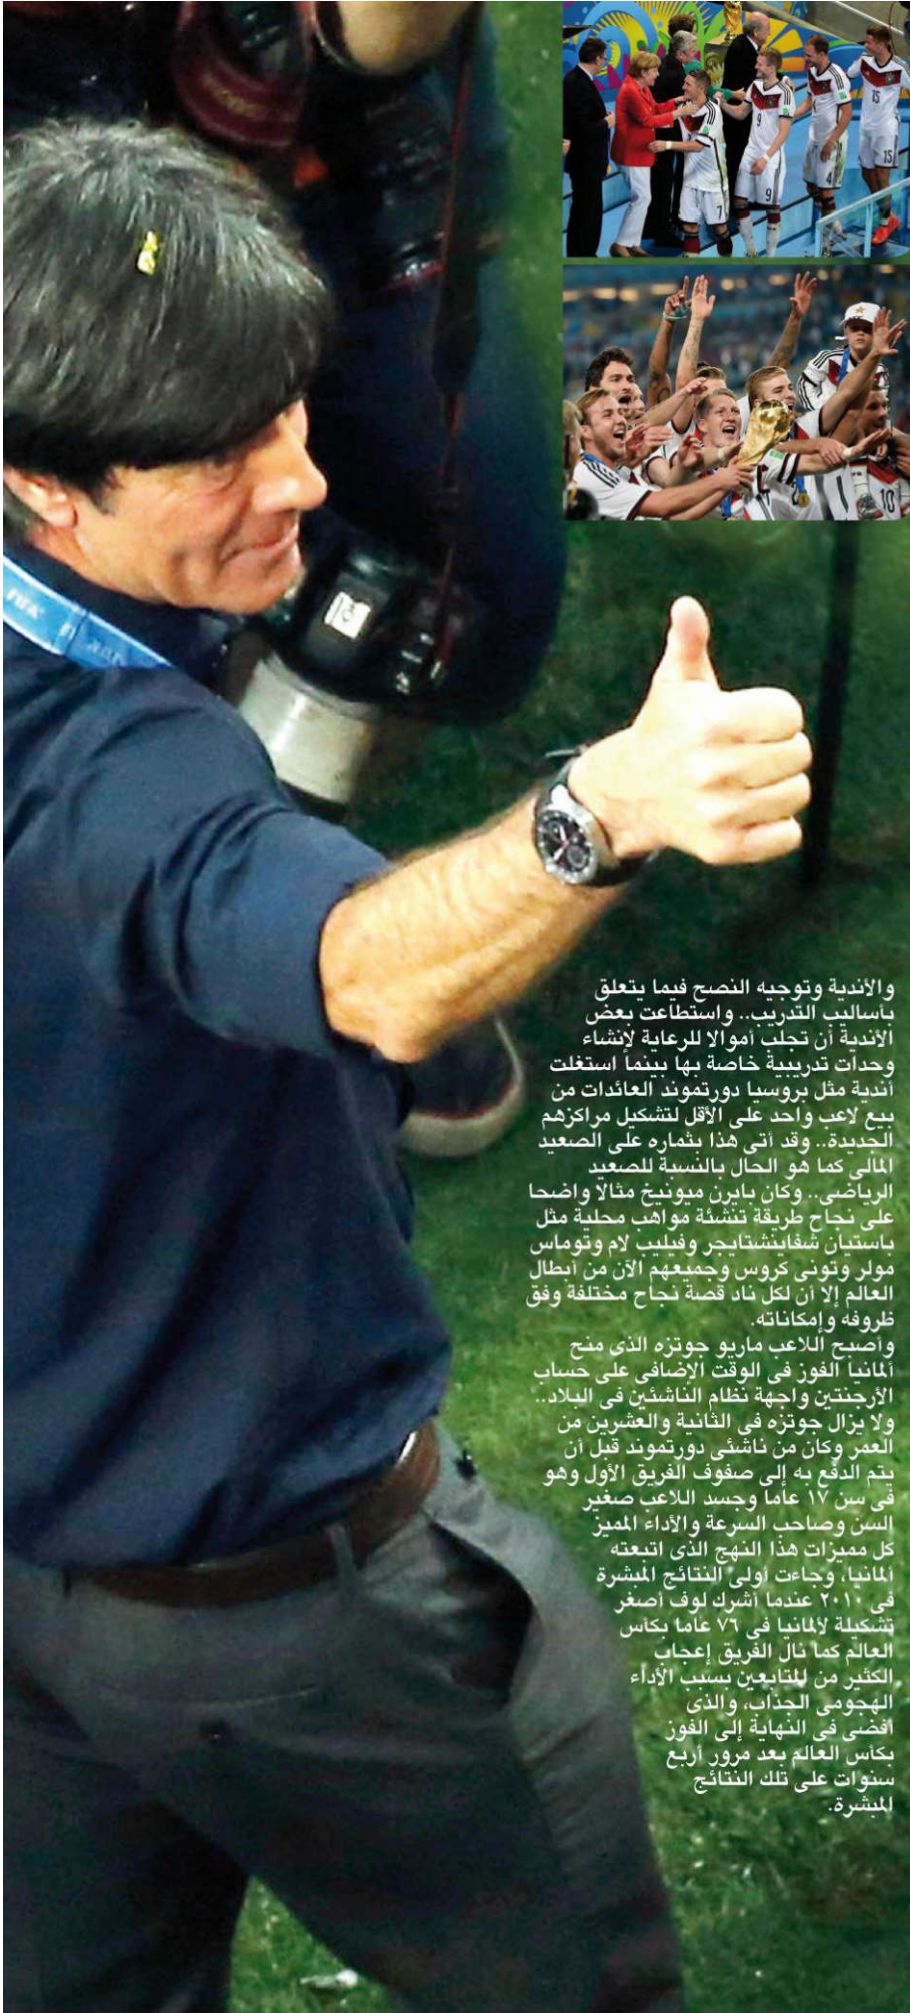 15
9
4
15
7
9
10
FIFA
والأندية وتوجيه النصح فيما يتعلق
بأساليب التدريب.. واستطاعت بعض
الأندية أن تجلب أموالا للرعاية لإنشاء
وحدات تدريبية خاصة بها بينما استغلت
أندية مثل بروسيا دورتموند العائدات من
بيع لاعب واحد على الأقل لتشكيل مراكزهم
الجديدة.. وقد أتى هذا بثماره على الصعيد
المالى كما هو الحال بالنسبة للصعيد
الرياضى.. وكان بايرن ميونيخ مثالا واضحا
على نجاح طريقة تنشئة مواهب محلية مثل
باستيان شفاينشتايجر وفيليب لام وتوماس
مولر وتونى كروس وجميعهم الآن من أبطال
العالم إلا أن لكل ناد قصة نجاح مختلفة وفق
ظروفه وإمكاناته.
وأصبح اللاعب ماريو جوتزه الذى منح
ألمانيا الفوز فى الوقت الإضافى على حساب
الأرجنتين واجهة نظام الناشئين فى البلاد..
ولا يزال جوتزه فى الثانية والعشرين من
العمر وكان من ناشئى دورتموند قبل أن
يتم الدفع به إلى صفوف الفريق الأول وهو
فى سن ١٧ عاما وجسد اللاعب صغير
السن وصاحب السرعة والأداء المميز
كل مميزات هذا النهج الذى اتبعته
ألمانيا، وجاءت أولى النتائج المبشرة
فى ٢٠١٠ عندما أشرك لوف أصغر
تشكيلة لألمانيا فى ٧٦ عاما بكأس
العالم كما نال الفريق إعجاب
الكثير من المتابعين بسبب الأداء
الهجومى الجذاب، والذى
أفضى فى النهاية إلى الفوز
بكأس العالم بعد مرور أربع
سنوات على تلك النتائج
المبشرة.